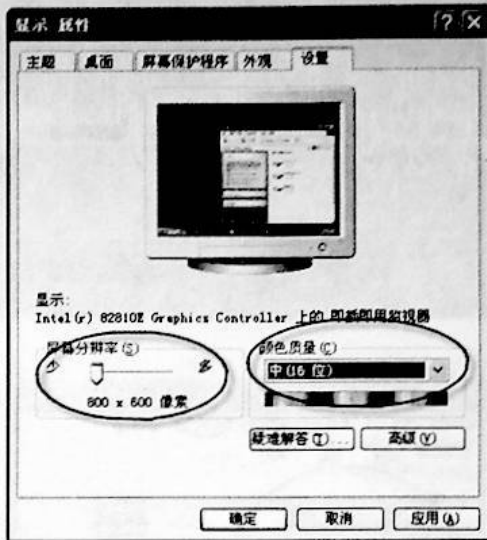 显示 属性
主题 桌面 屏幕保护程序 外观 设置
显示:
Intel(r) 82810E Graphics Controller 上的 即插即用监视器
屏幕分辨率(S)
颜色质量(C)
少
多
中(16 位)
800 x 600 像素
疑难解答(T)... 高级(V)
确定 取消 应用(A)